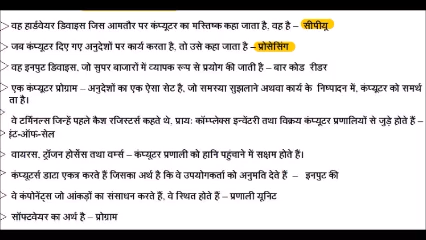 वह हार्डवेयर डिवाइस जिस आमतौर पर कंप्यूटर का मस्तिष्क कहा जाता है, वह है – सीपीयू
जब कंप्यूटर दिए गए अनुदेशों पर कार्य करता है, तो उसे कहा जाता है – प्रोसेसिंग
वह इनपुट डिवाइस, जो सुपर बाजारों में व्यापक रूप से प्रयोग की जाती है – बार कोड रीडर
एक कंप्यूटर प्रोग्राम – अनुदेशों का एक ऐसा सेट है, जो समस्या सुझलाने अथवा कार्य के निष्पादन में, कंप्यूटर को समर्थ
ता है।
वे टर्मिनल्स जिन्हें पहले कैश रजिस्टर्स कहते थे, प्राय: कॉम्प्लेक्स इन्वेंटरी तथा विक्रय कंप्यूटर प्रणालियों से जुड़े होते हैं –
इंट-ऑफ-सेल
वायरस, ट्रॉजन होर्सेस तथा वर्म्स – कंप्यूटर प्रणाली को हानि पहुंचाने में सक्षम होते हैं।
कंप्यूटर्स डाटा एकत्र करते हैं जिसका अर्थ है कि वे उपयोगकर्ता को अनुमति देते हैं – इनपुट की
वे कंपोनेंट्स जो आंकड़ों का संसाधन करते हैं, वे स्थित होते हैं – प्रणाली यूनिट
सॉफ्टवेयर का अर्थ है – प्रोग्राम